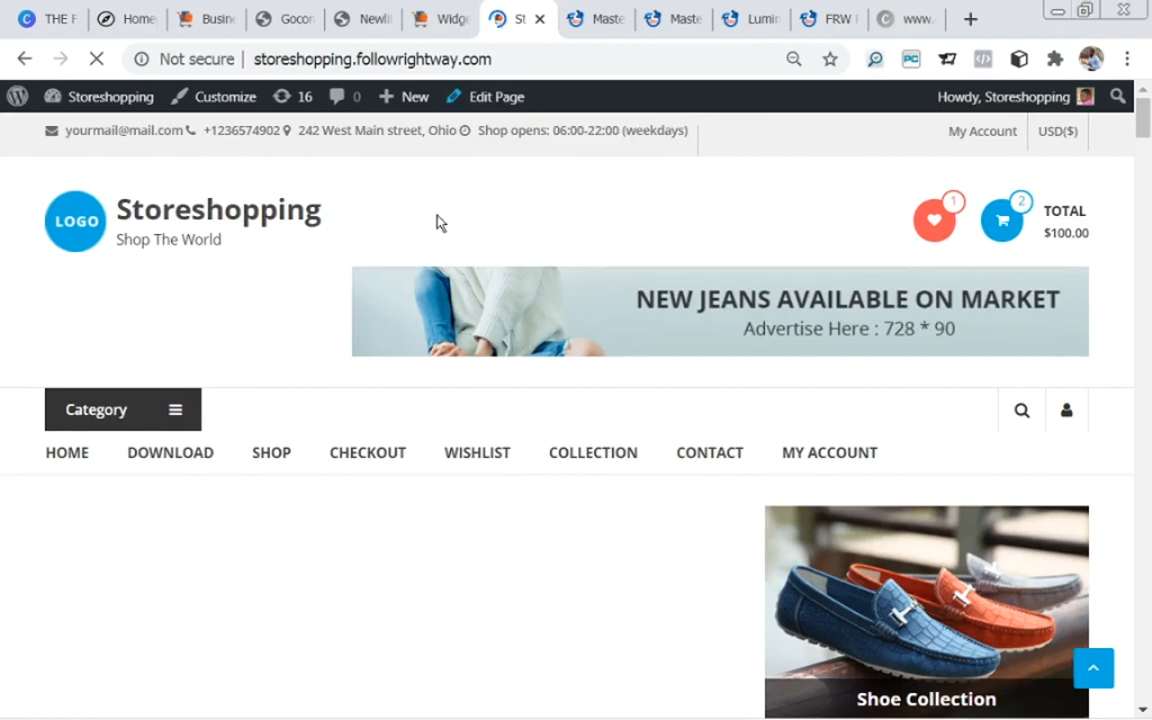 THE F
Home
Busin
Gocor
Newli
Widge
St
Maste
Maste
Lumin
FRW
www.
Not secure
storeshopping.followrightway.com
Storeshopping
Customize
16
0
New
Edit Page
Howdy, Storeshopping
yourmail@mail.com +1236574902 242 West Main street, Ohio Shop opens: 06:00-22:00 (weekdays)
My Account
USD($)
LOGO
Storeshopping
Shop The World
1
2
TOTAL
$100.00
NEW JEANS AVAILABLE ON MARKET
Advertise Here : 728 * 90
Category
HOME DOWNLOAD SHOP CHECKOUT WISHLIST COLLECTION CONTACT MY ACCOUNT
Shoe Collection